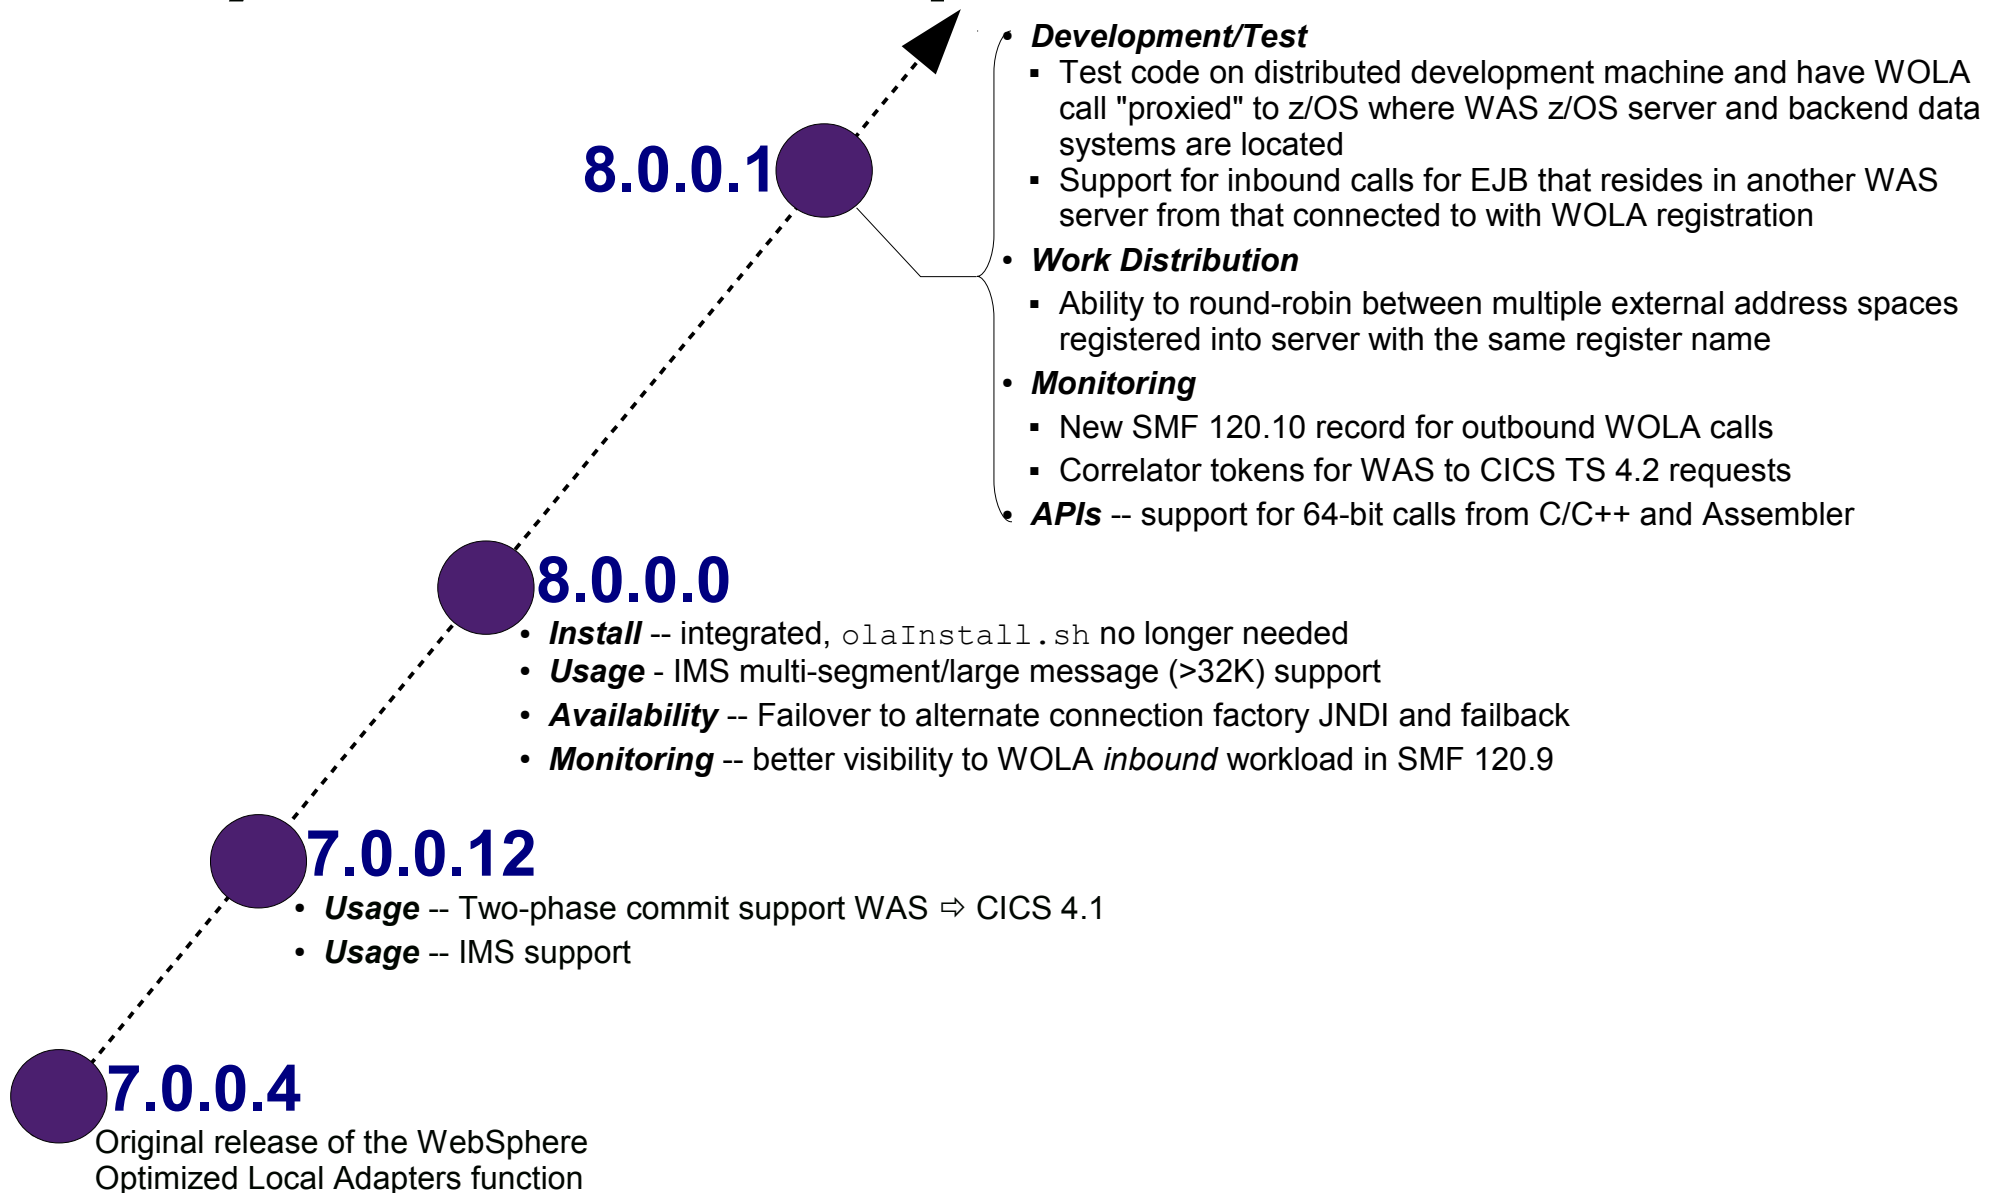 • Development/Test
▪ Test code on distributed development machine and have WOLA
call "proxied" to z/OS where WAS z/OS server and backend data
systems are located
▪ Support for inbound calls for EJB that resides in another WAS
server from that connected to with WOLA registration
8.0.0.1
• Work Distribution
▪ Ability to round-robin between multiple external address spaces
registered into server with the same register name
• Monitoring
▪ New SMF 120.10 record for outbound WOLA calls
▪ Correlator tokens for WAS to CICS TS 4.2 requests
• APIs -- support for 64-bit calls from C/C++ and Assembler
8.0.0.0
• Install -- integrated, olaInstall.sh no longer needed
• Usage - IMS multi-segment/large message (>32K) support
• Availability -- Failover to alternate connection factory JNDI and failback
• Monitoring -- better visibility to WOLA inbound workload in SMF 120.9
7.0.0.12
• Usage -- Two-phase commit support WAS ⇨ CICS 4.1
• Usage -- IMS support
7.0.0.4
Original release of the WebSphere
Optimized Local Adapters function